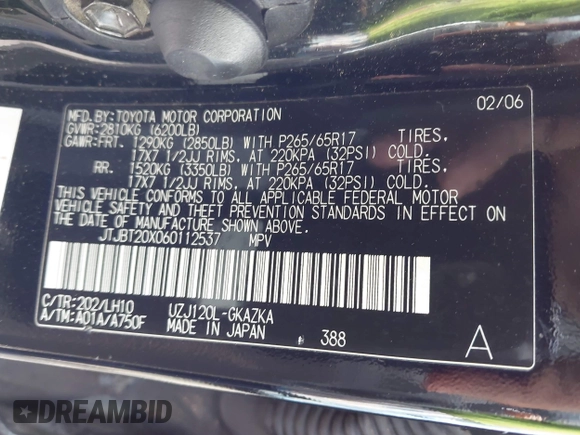 MFD.BY:TOYOTA MOTOR CORPORATION 02/06
GVWR:2810KG (6200LB)
GAWR:FRT. 1290KG (2850LB) WITH P265/65R17 TIRES.
17X7 1/2JJ RIMS, AT 220KPA (32PSI) COLD.
RR. 1520KG (3350LB) WITH P265/65R17 TIRES.
17X7 1/2JJ RIMS, AT 220KPA (32PSI) COLD.
THIS VEHICLE CONFORMS TO ALL APPLICABLE FEDERAL MOTOR
VEHICLE SAFETY AND THEFT PREVENTION STANDARDS IN EFFECT ON
THE DATE OF MANUFACTURE SHOWN ABOVE.
JTJBT20X060112537 MPV
C/TR:202/LH10 UZJ120L-GKAZKA
A/TM:A01A/A750F MADE IN JAPAN 388 A
DREAMBID